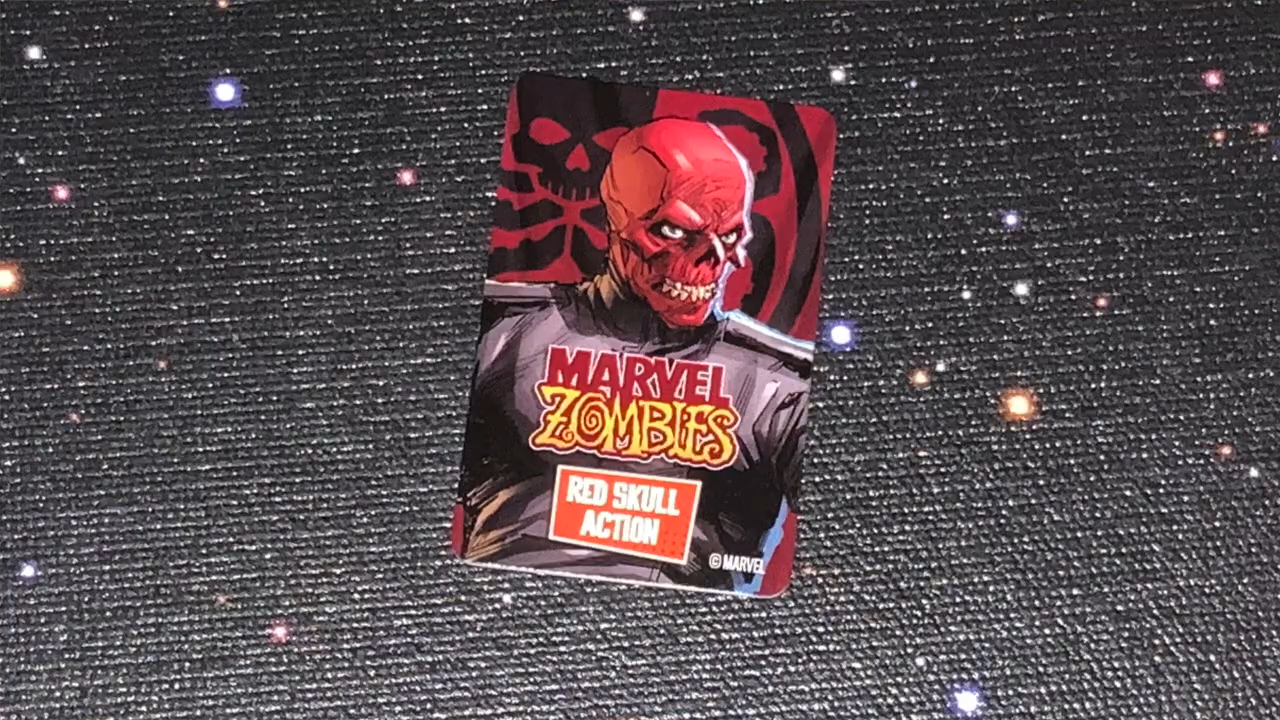 MARVEL
ZOMBIES
RED SKULL
ACTION
© MARVEL